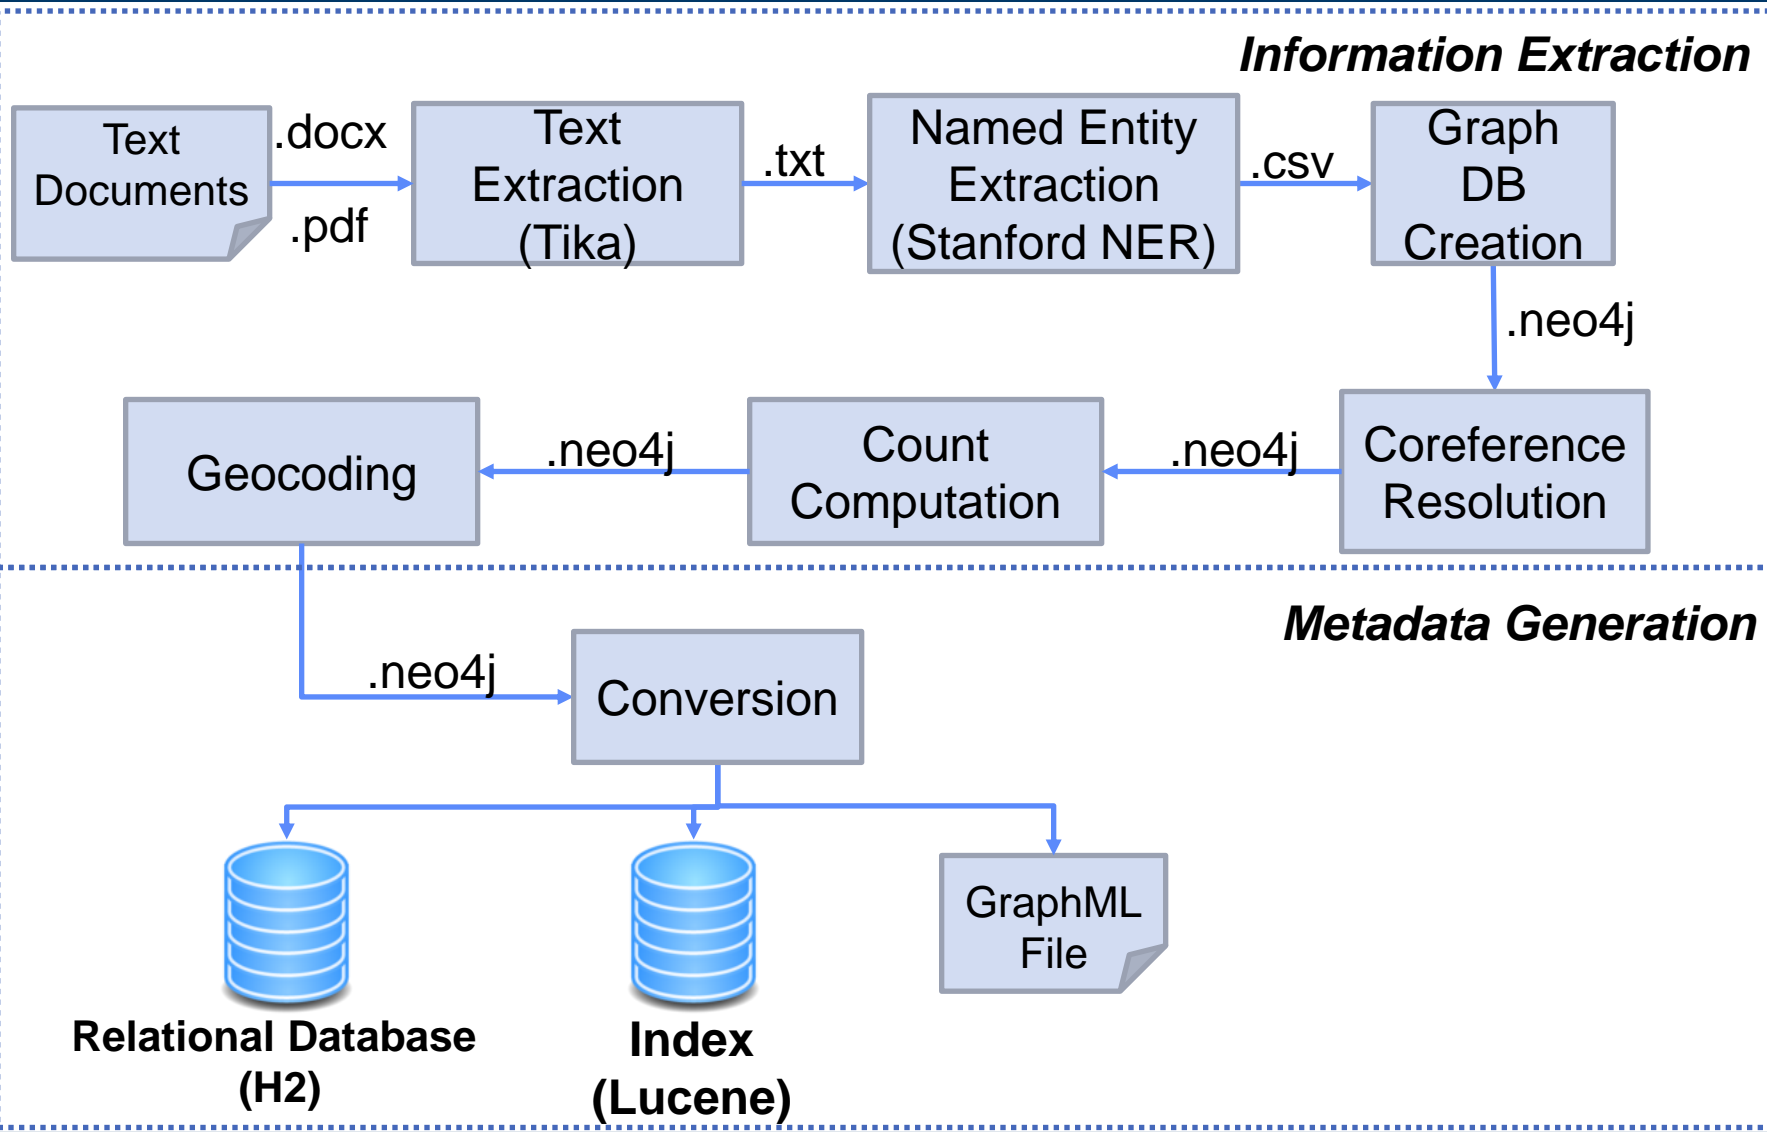 Information Extraction
Text
Documents
.docx
.pdf
Text
Extraction
(Tika)
.txt
Named Entity
Extraction
(Stanford NER)
.csv
Graph
DB
Creation
.neo4j
Coreference
Resolution
.neo4j
Count
Computation
.neo4j
Geocoding
Metadata Generation
.neo4j
Conversion
Relational Database
(H2)
Index
(Lucene)
GraphML
File